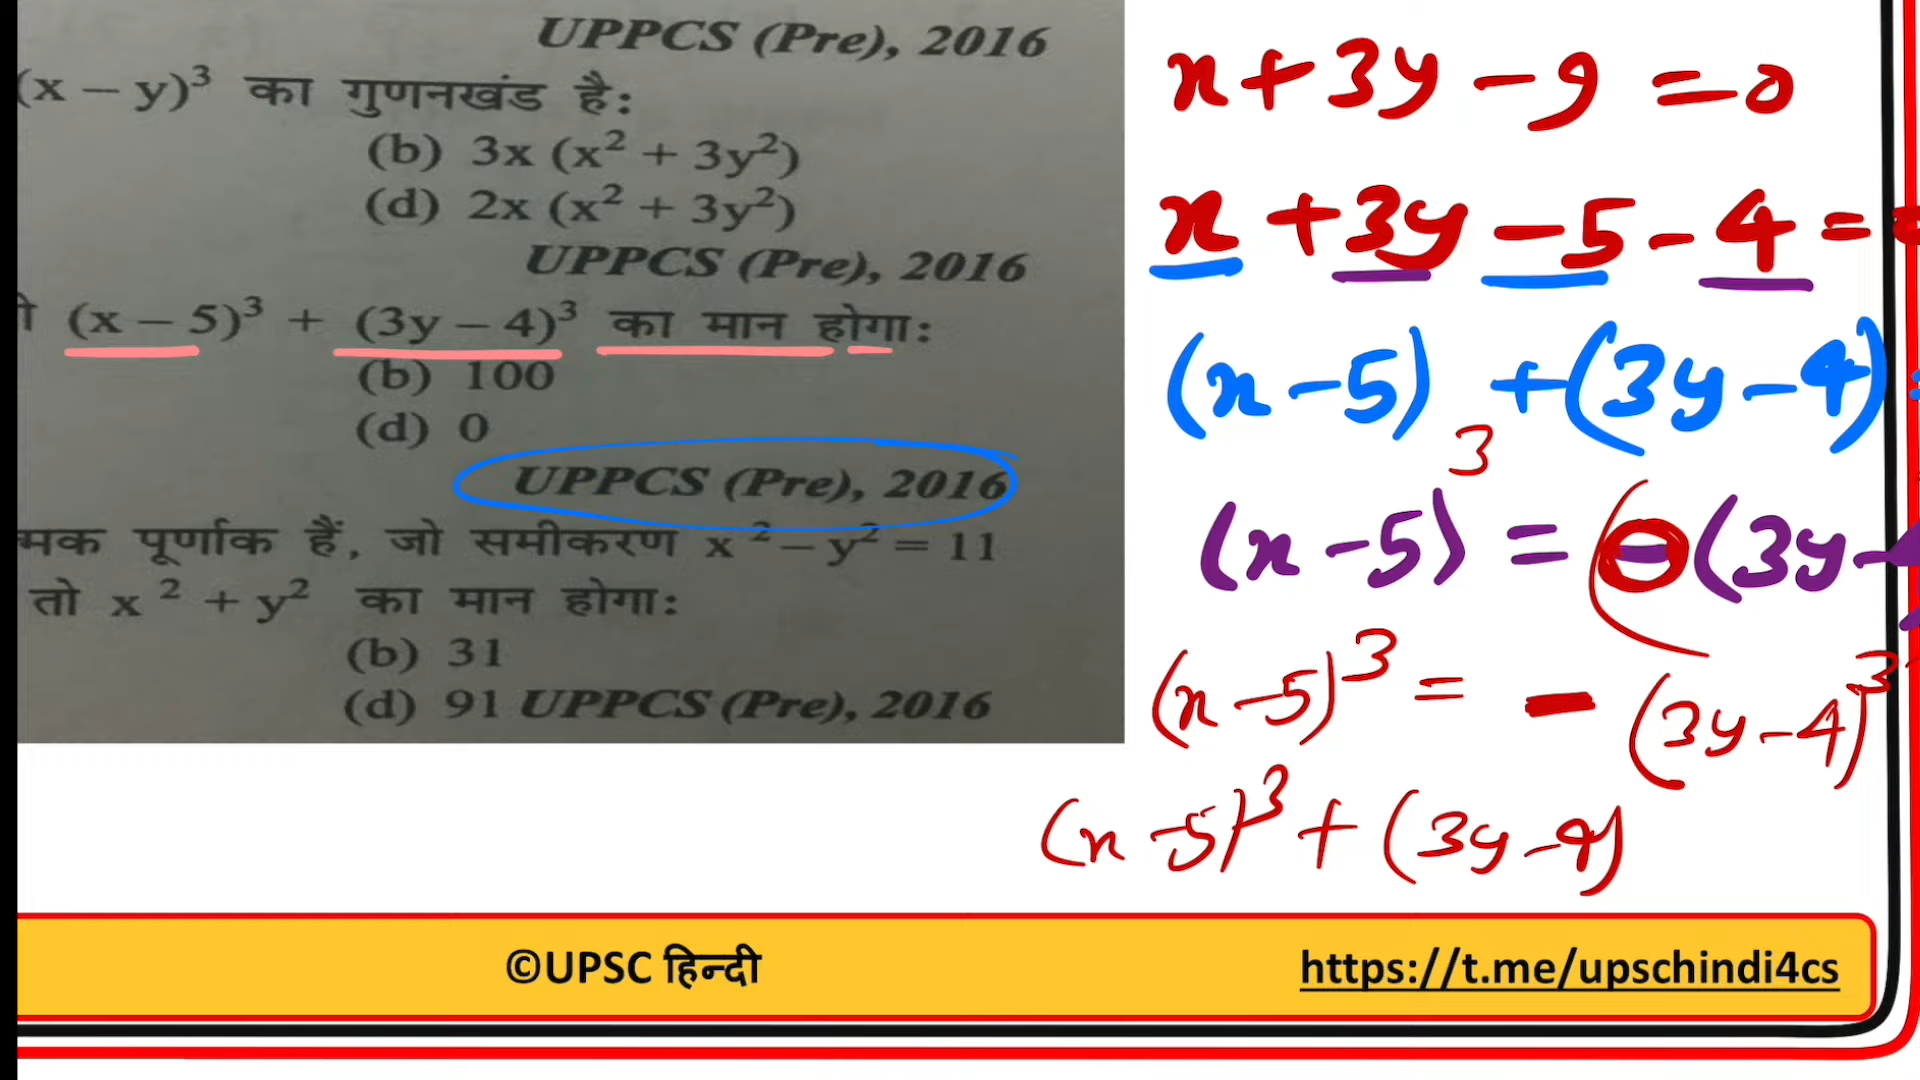 UPPCS (Pre), 2016
(x – y)³ का गुणनखंड है:
(b) 3x (x² + 3y²)
(d) 2x (x² + 3y²)
UPPCS (Pre), 2016
(x – 5)³ + (3y – 4)³ का मान होगा:
(b) 100
(d) 0
UPPCS (Pre), 2016
मक पूर्णाक हैं, जो समीकरण x ² – y² = 11
तो x ² + y² का मान होगा:
(b) 31
(d) 91 UPPCS (Pre), 2016
x+3y-9=0
x+3y-5-4=
(x-5)+(3y-4)
(x-5)³=-(3y-
(x-5)³=-(3y-4)³
(x-5)³+(3y-4)
©UPSC हिन्दी
https://t.me/upschindi4cs